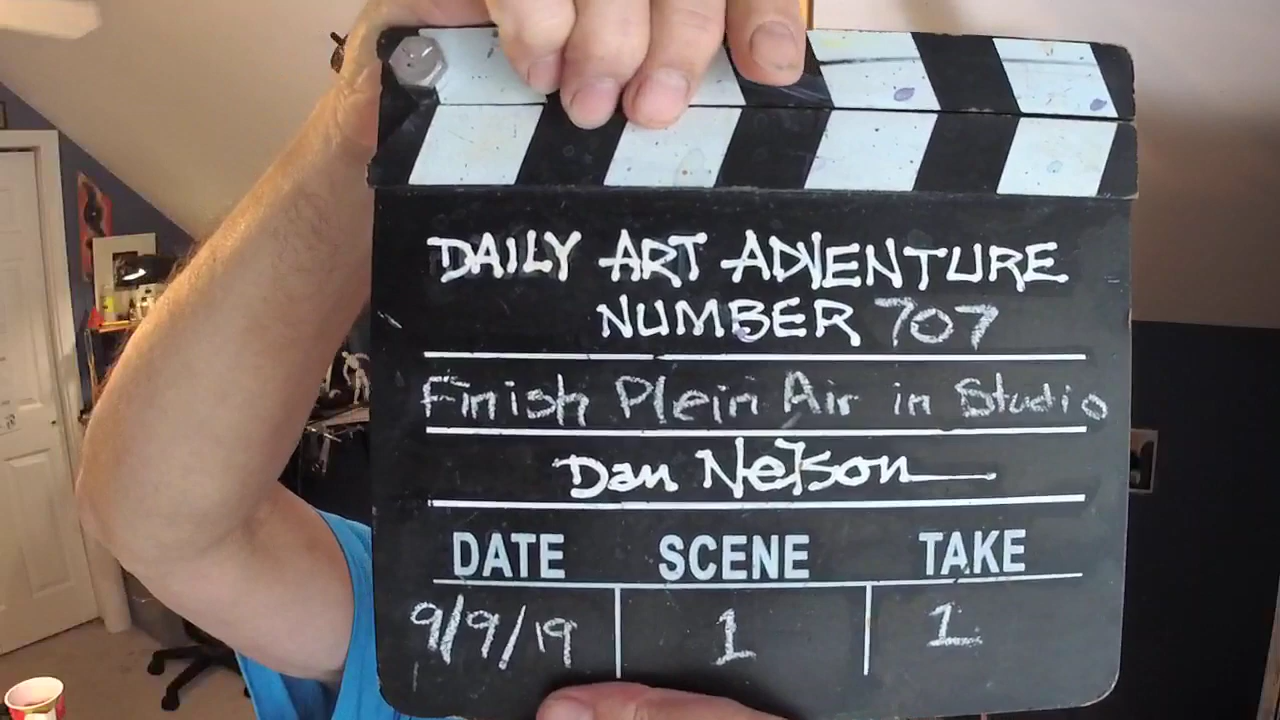 DAILY ART ADVENTURE
NUMBER 707
Finish Plein Air in Studio
Dan Nelson
DATE SCENE TAKE
9/9/19 1 1